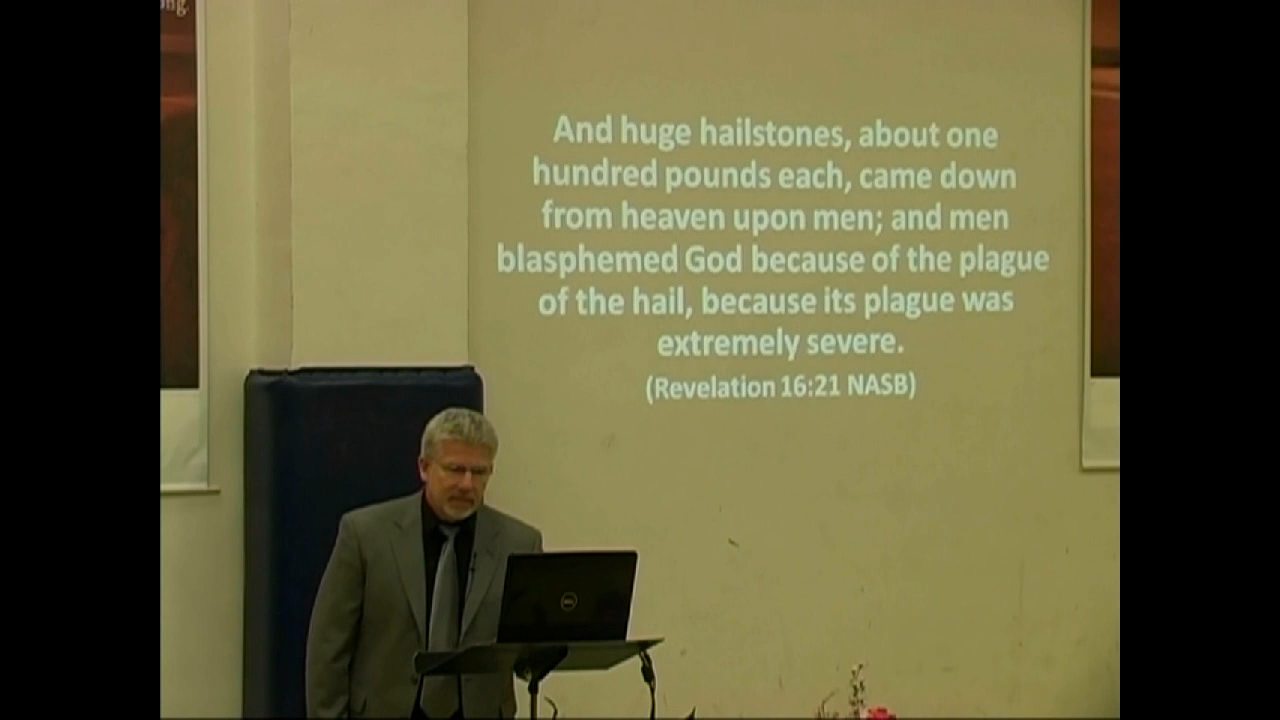 And huge hailstones, about one
hundred pounds each, came down
from heaven upon men; and men
blasphemed God because of the plague
of the hail, because its plague was
extremely severe.
(Revelation 16:21 NASB)
DELL